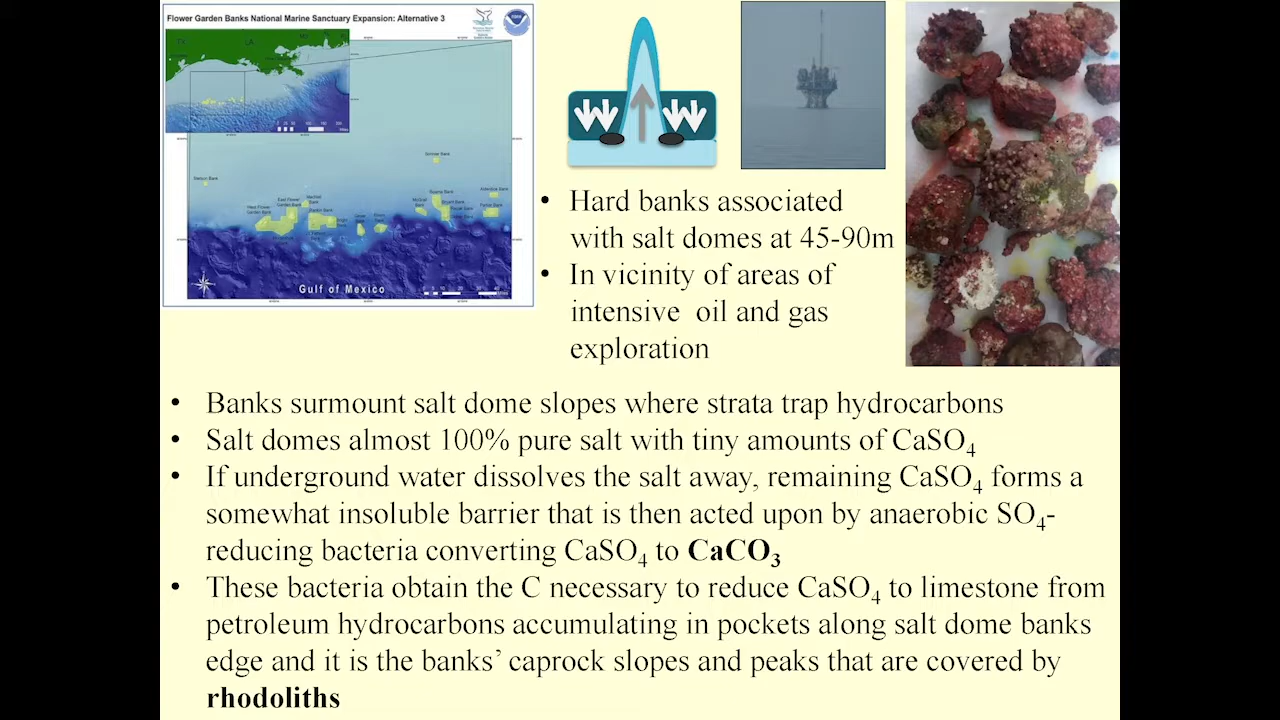 Flower Garden Banks National Marine Sanctuary Expansion: Alternative 3
TX
LA
Gulf of Mexico
• Hard banks associated
with salt domes at 45-90m
• In vicinity of areas of
intensive oil and gas
exploration
• Banks surmount salt dome slopes where strata trap hydrocarbons
• Salt domes almost 100% pure salt with tiny amounts of CaSO₄
• If underground water dissolves the salt away, remaining CaSO₄ forms a
somewhat insoluble barrier that is then acted upon by anaerobic SO₄-
reducing bacteria converting CaSO₄ to CaCO₃
• These bacteria obtain the C necessary to reduce CaSO₄ to limestone from
petroleum hydrocarbons accumulating in pockets along salt dome banks
edge and it is the banks’ caprock slopes and peaks that are covered by
rhodoliths